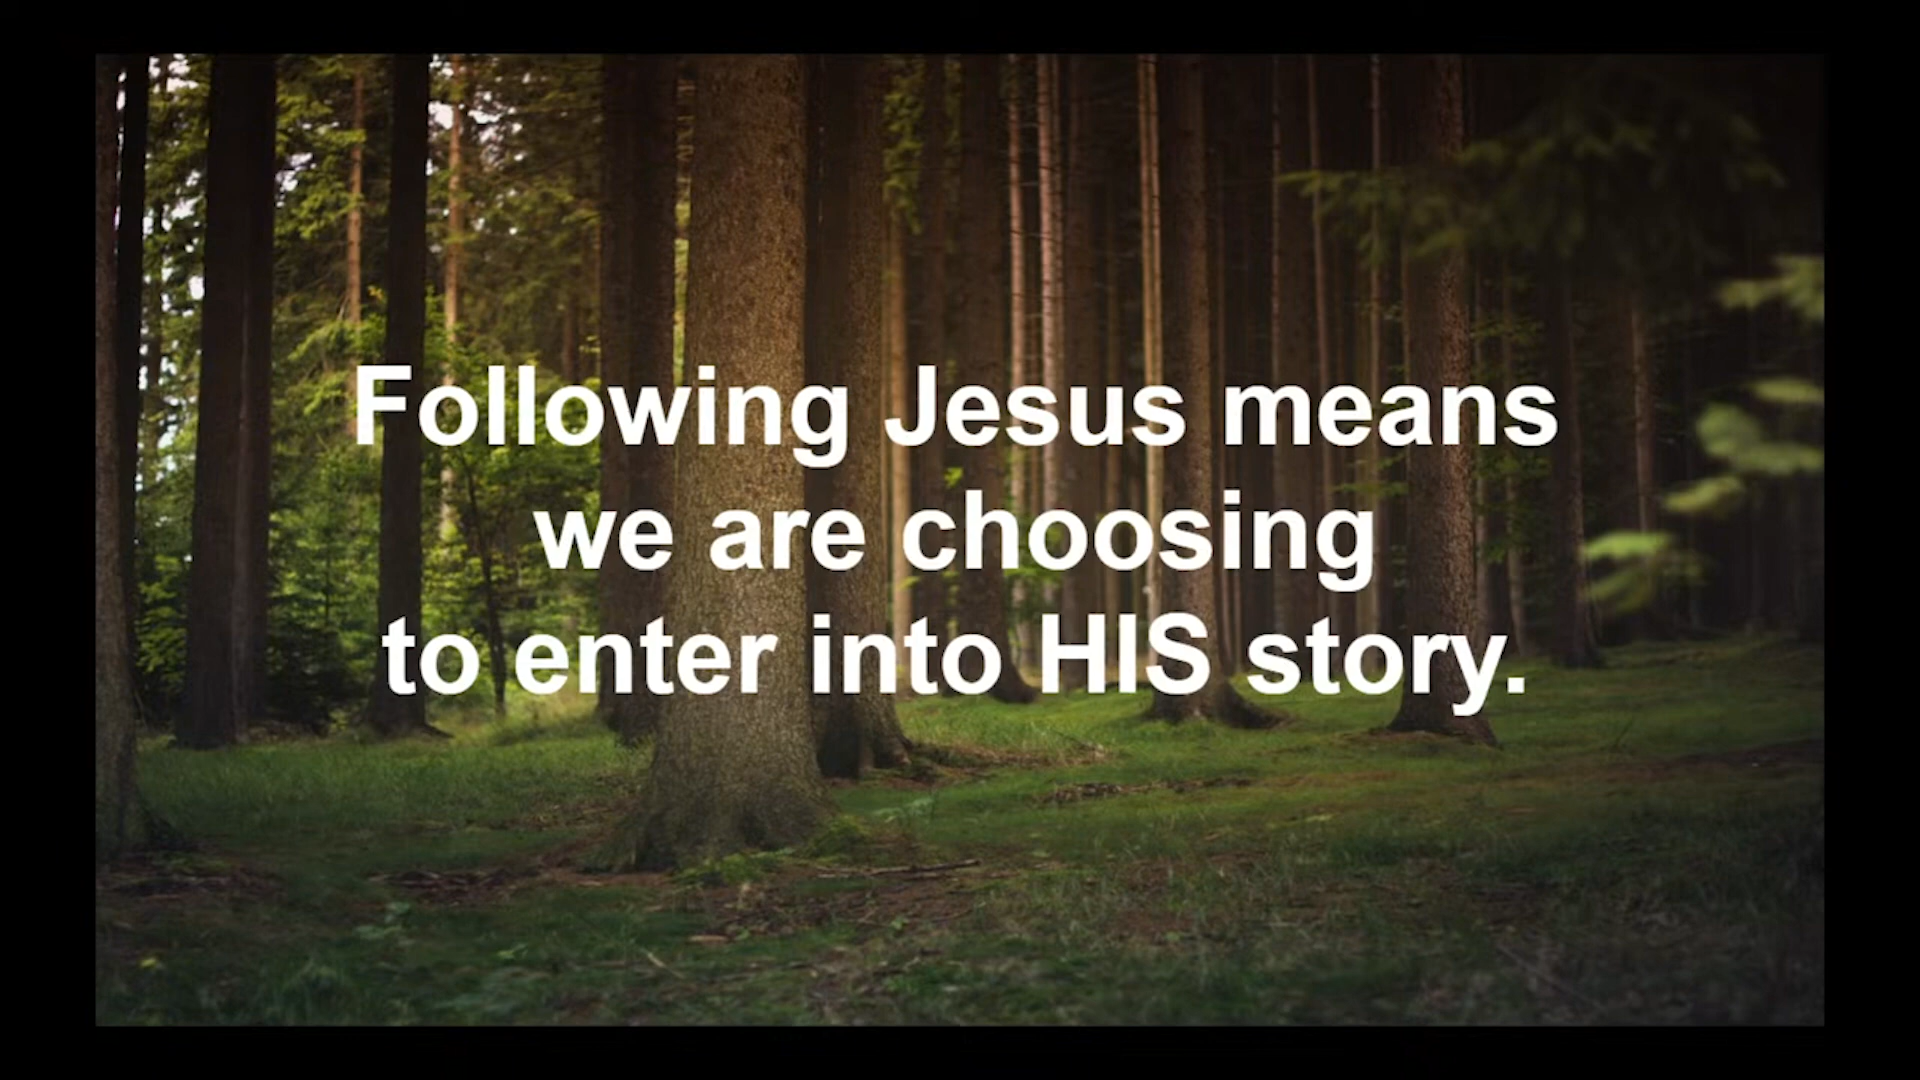 Following Jesus means
we are choosing
to enter into HIS story.